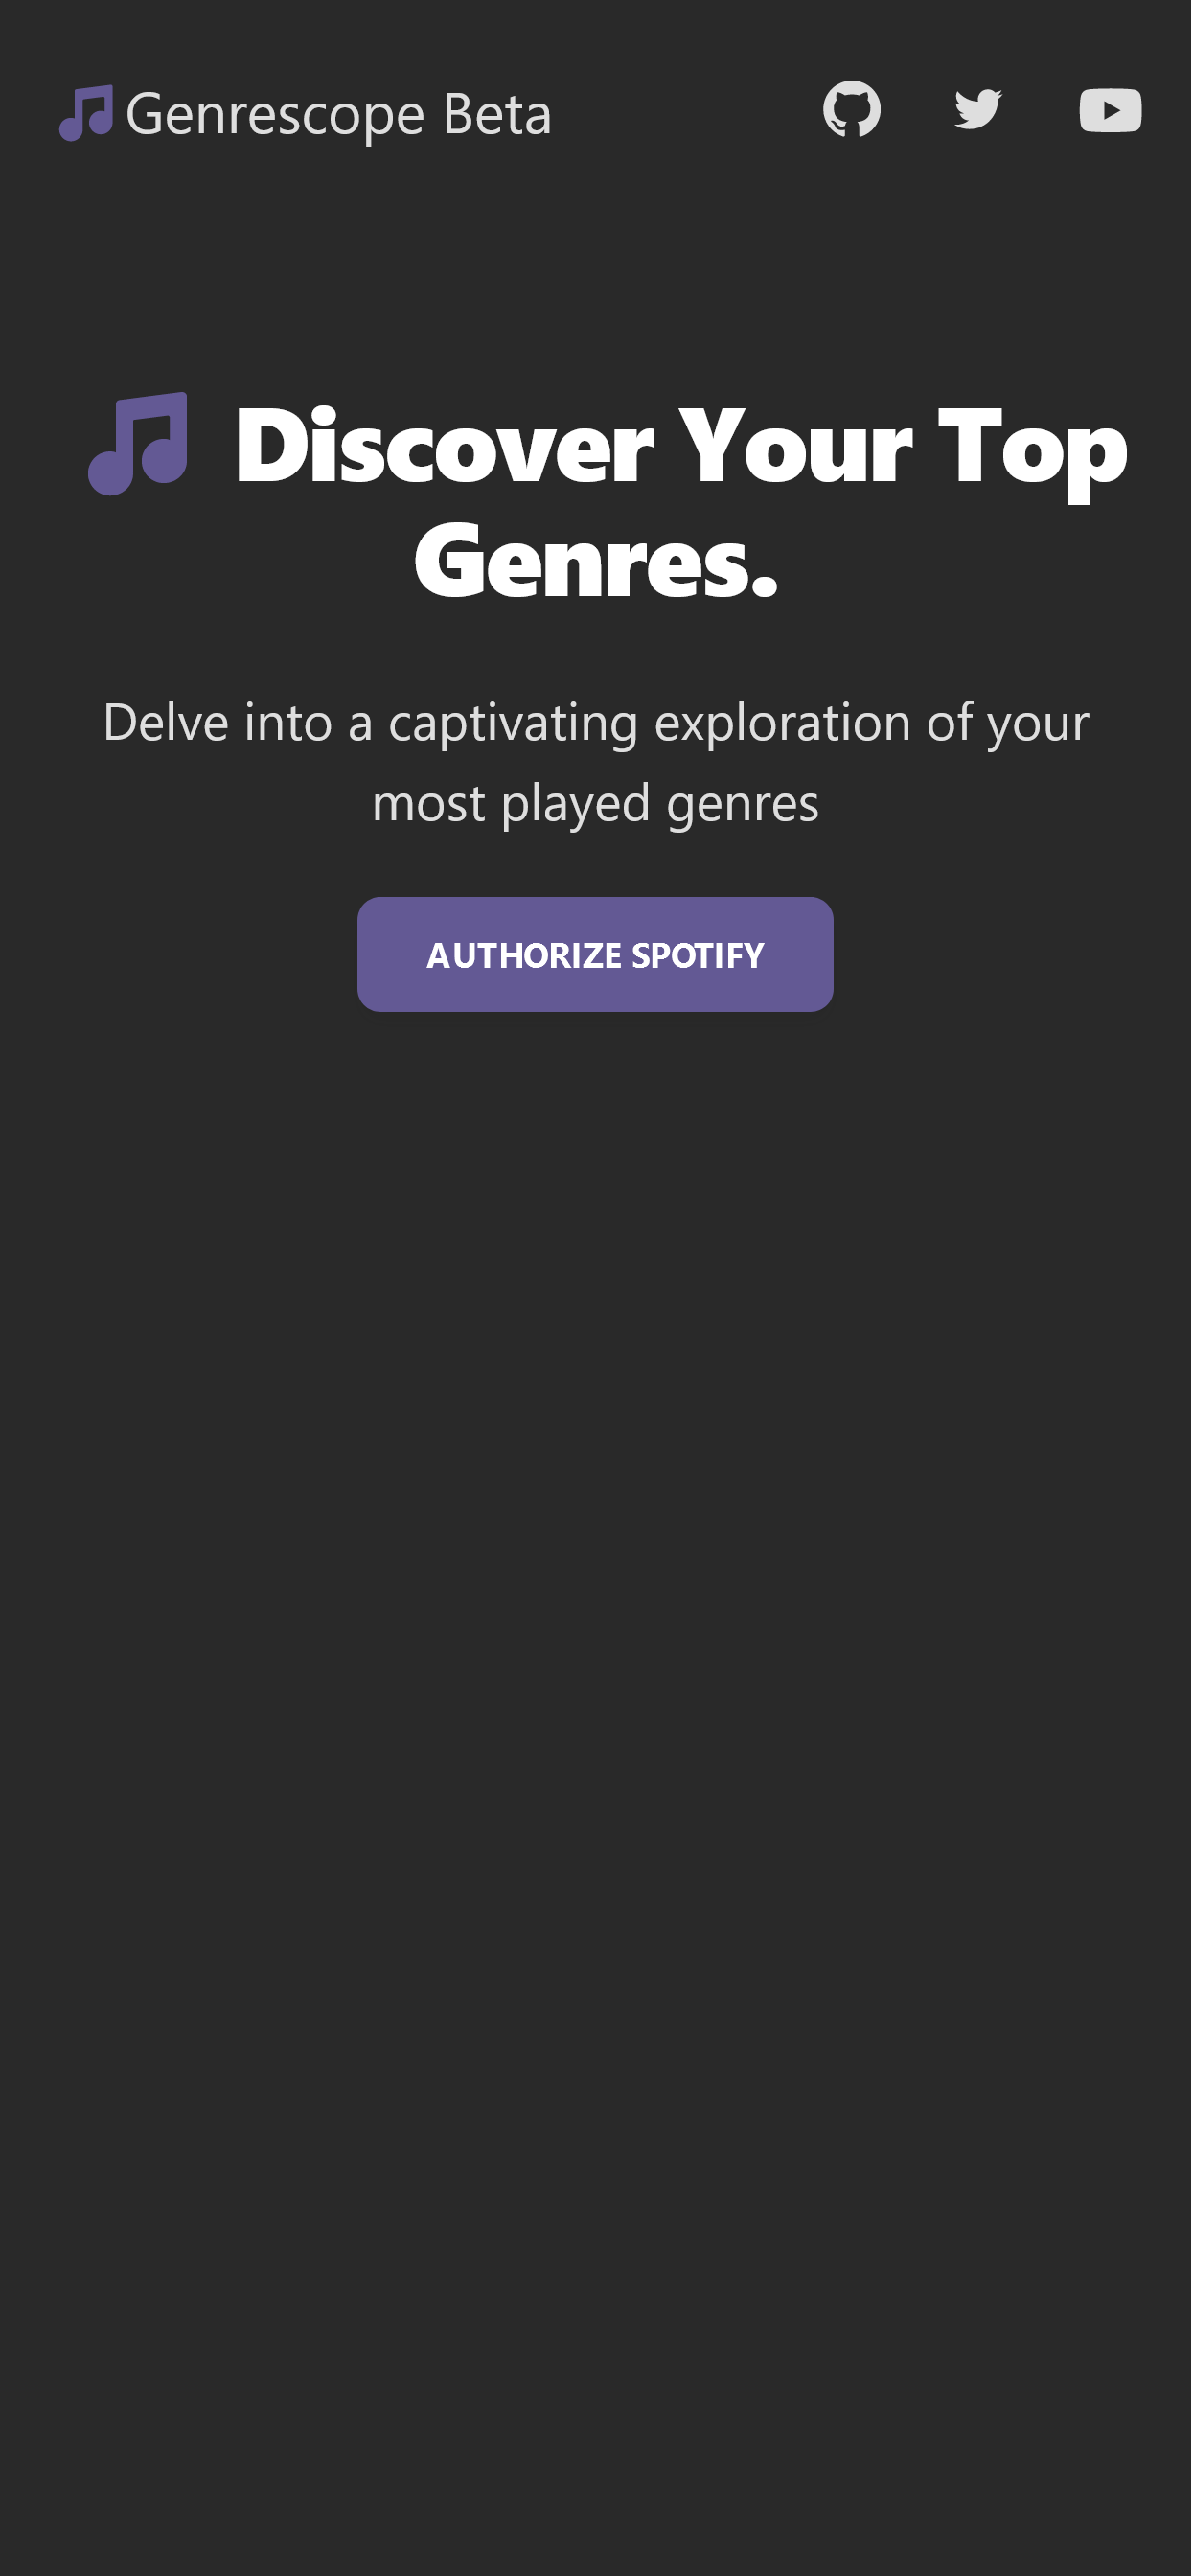 Genrescope Beta
Discover Your Top
Genres.
Delve into a captivating exploration of your
most played genres
AUTHORIZE SPOTIFY